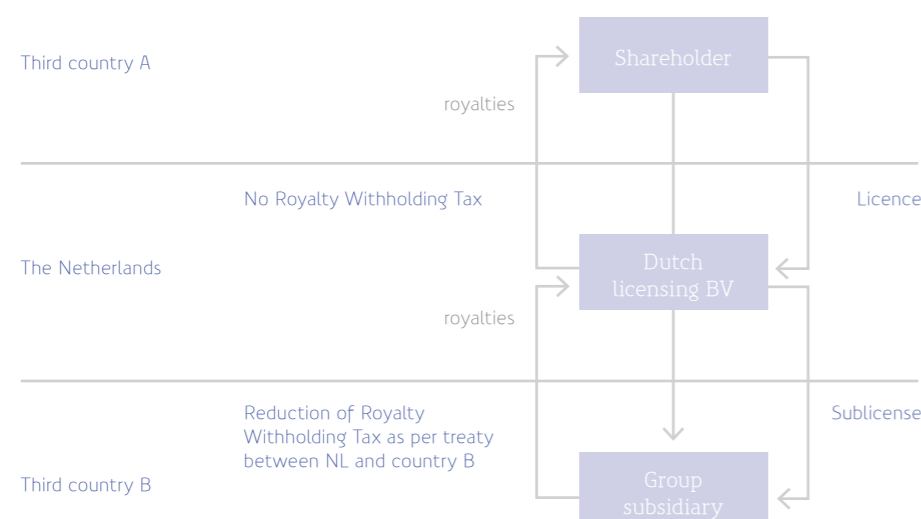 Shareholder
Third country A
royalties
No Royalty Withholding Tax
Licence
Dutch
licensing BV
The Netherlands
royalties
Reduction of Royalty
Withholding Tax as per treaty
between NL and country B
Sublicense
Group
subsidiary
Third country B